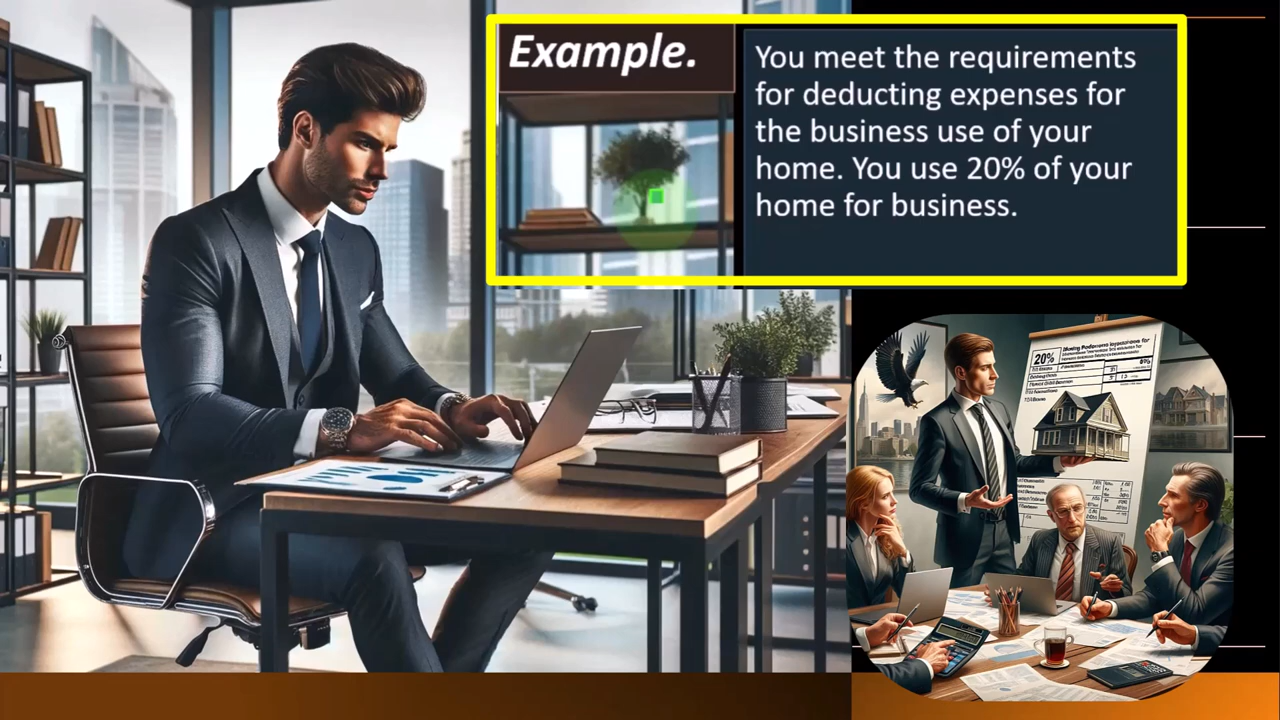 Example.
You meet the requirements
for deducting expenses for
the business use of your
home. You use 20% of your
home for business.
20%